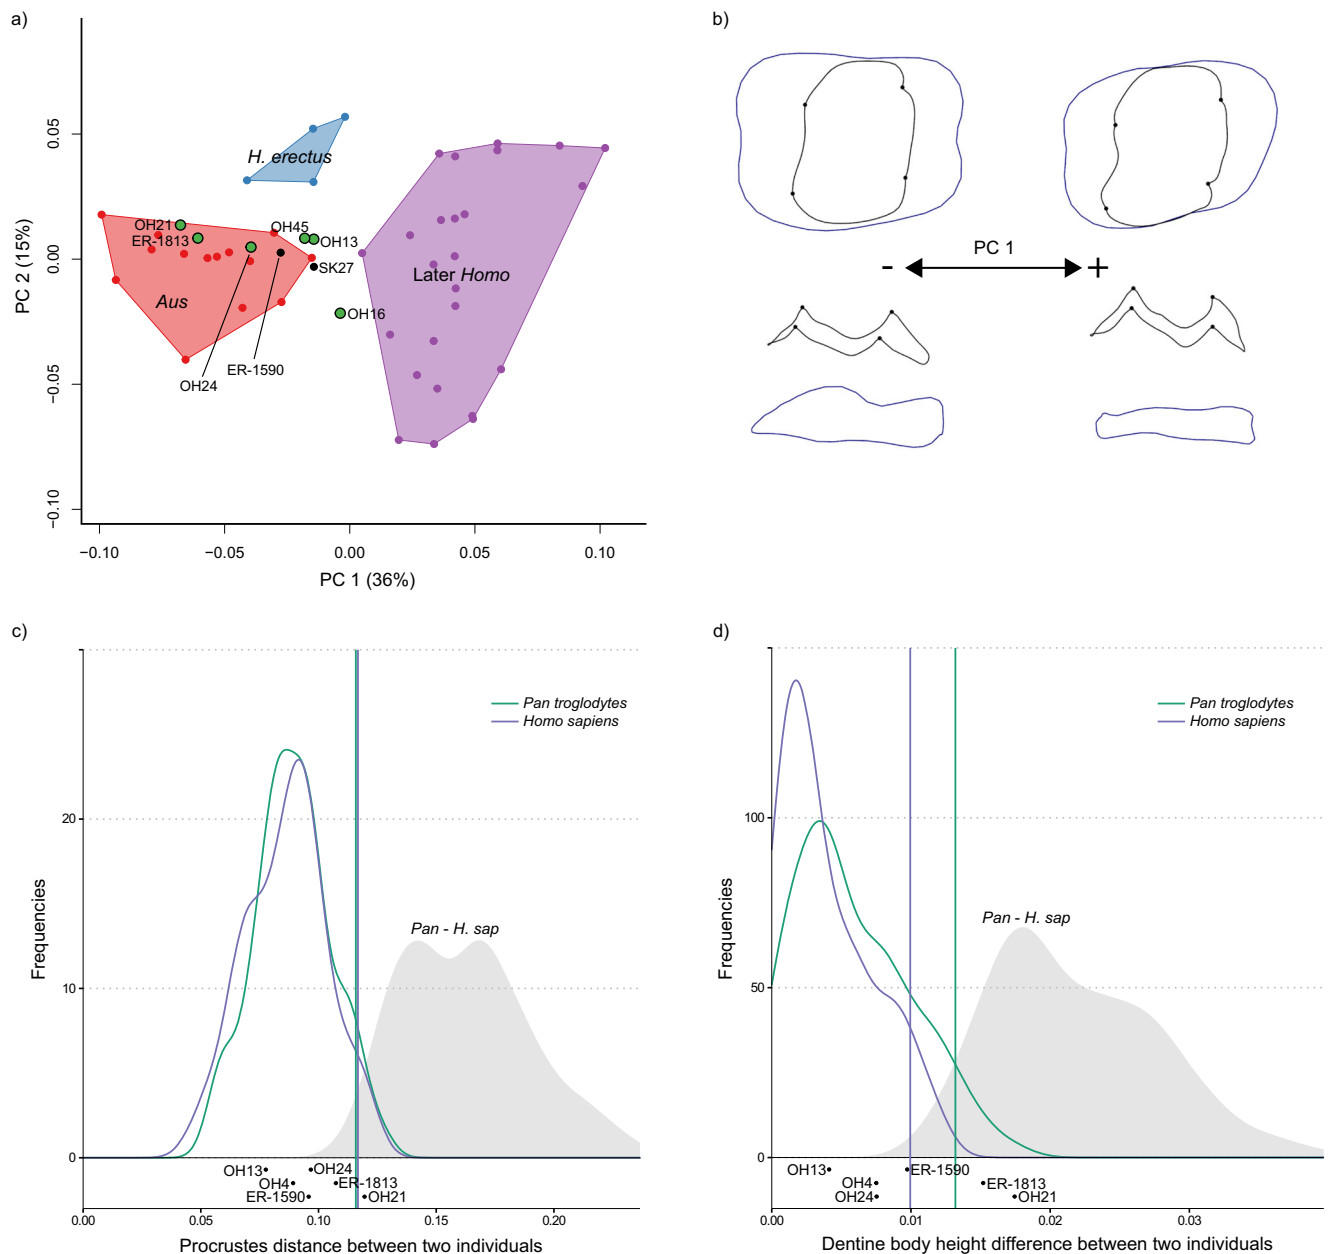 a)
0.05
0.00
−0.05
−0.10
PC 2 (15%)
H. erectus
OH21
ER-1813
OH45
OH13
SK27
Aus
OH16
Later Homo
OH24
ER-1590
−0.10
−0.05
0.00
0.05
0.10
PC 1 (36%)
b)
PC 1
- +
c)
Pan troglodytes
Homo sapiens
20
10
0
Frequencies
Pan - H. sap
OH13
OH24
OH4
ER-1813
ER-1590
OH21
0.00
0.05
0.10
0.15
0.20
Procrustes distance between two individuals
d)
Pan troglodytes
Homo sapiens
100
50
0
Frequencies
Pan - H. sap
OH13
ER-1590
OH4
ER-1813
OH24
OH21
0.00
0.01
0.02
0.03
Dentine body height difference between two individuals